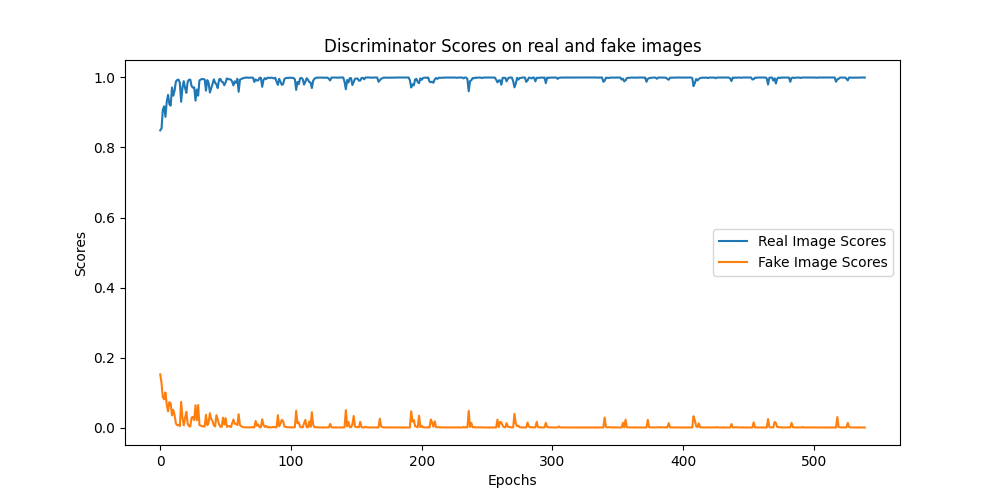 Discriminator Scores on real and fake images
Scores
1.0
0.8
0.6
0.4
0.2
0.0
Real Image Scores
Fake Image Scores
0 100 200 300 400 500
Epochs